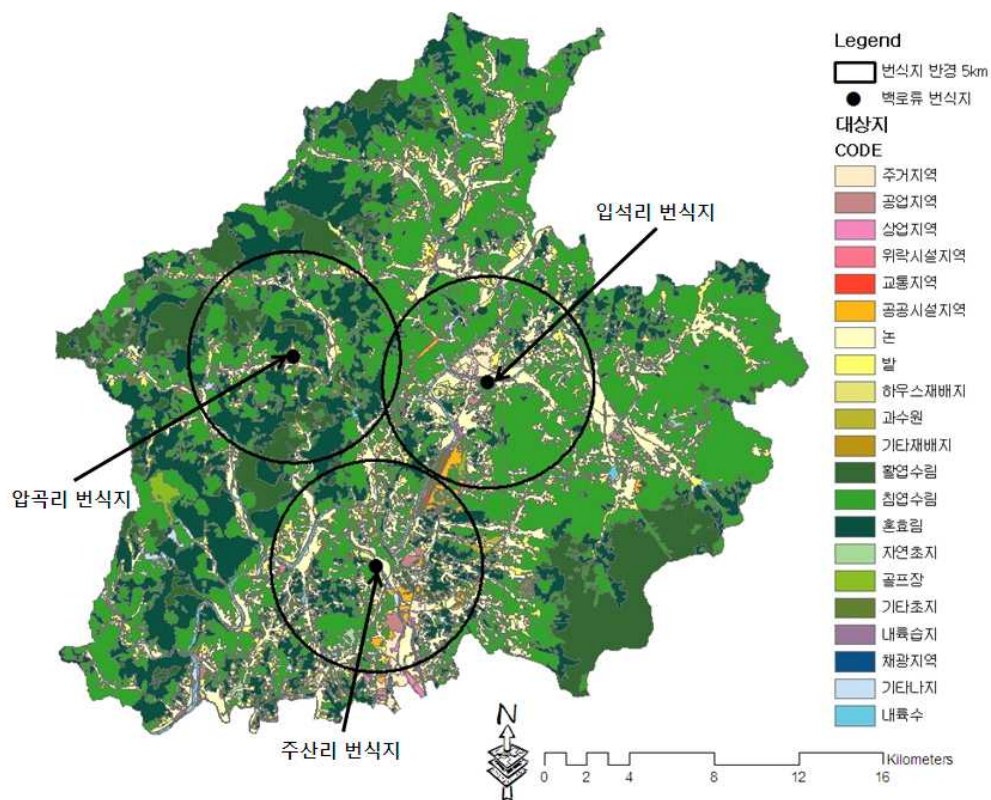 Legend
번식지 반경 5km
백로류 번식지
대상지
CODE
주거지역
공업지역
상업지역
위락시설지역
교통지역
공공시설지역
논
밭
하우스재배지
과수원
기타재배지
활엽수림
침엽수림
혼효림
자연초지
골프장
기타초지
내륙습지
채광지역
기타나지
내륙수
입석리 번식지
압곡리 번식지
주산리 번식지
N
Kilometers
0 2 4 8 12 16